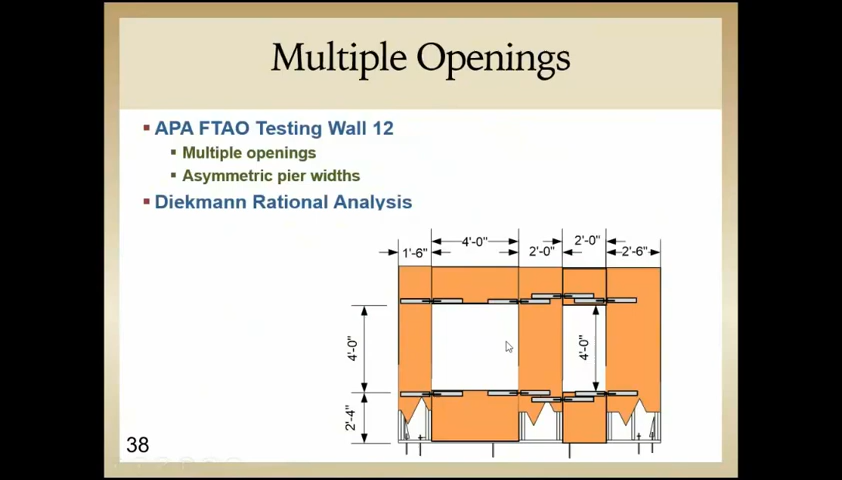 Multiple Openings
APA FTAO Testing Wall 12
Multiple openings
Asymmetric pier widths
Diekmann Rational Analysis
1'-6"
4'-0"
2'-0"
2'-0"
2'-6"
4'-0"
4'-0"
2'-4"
38